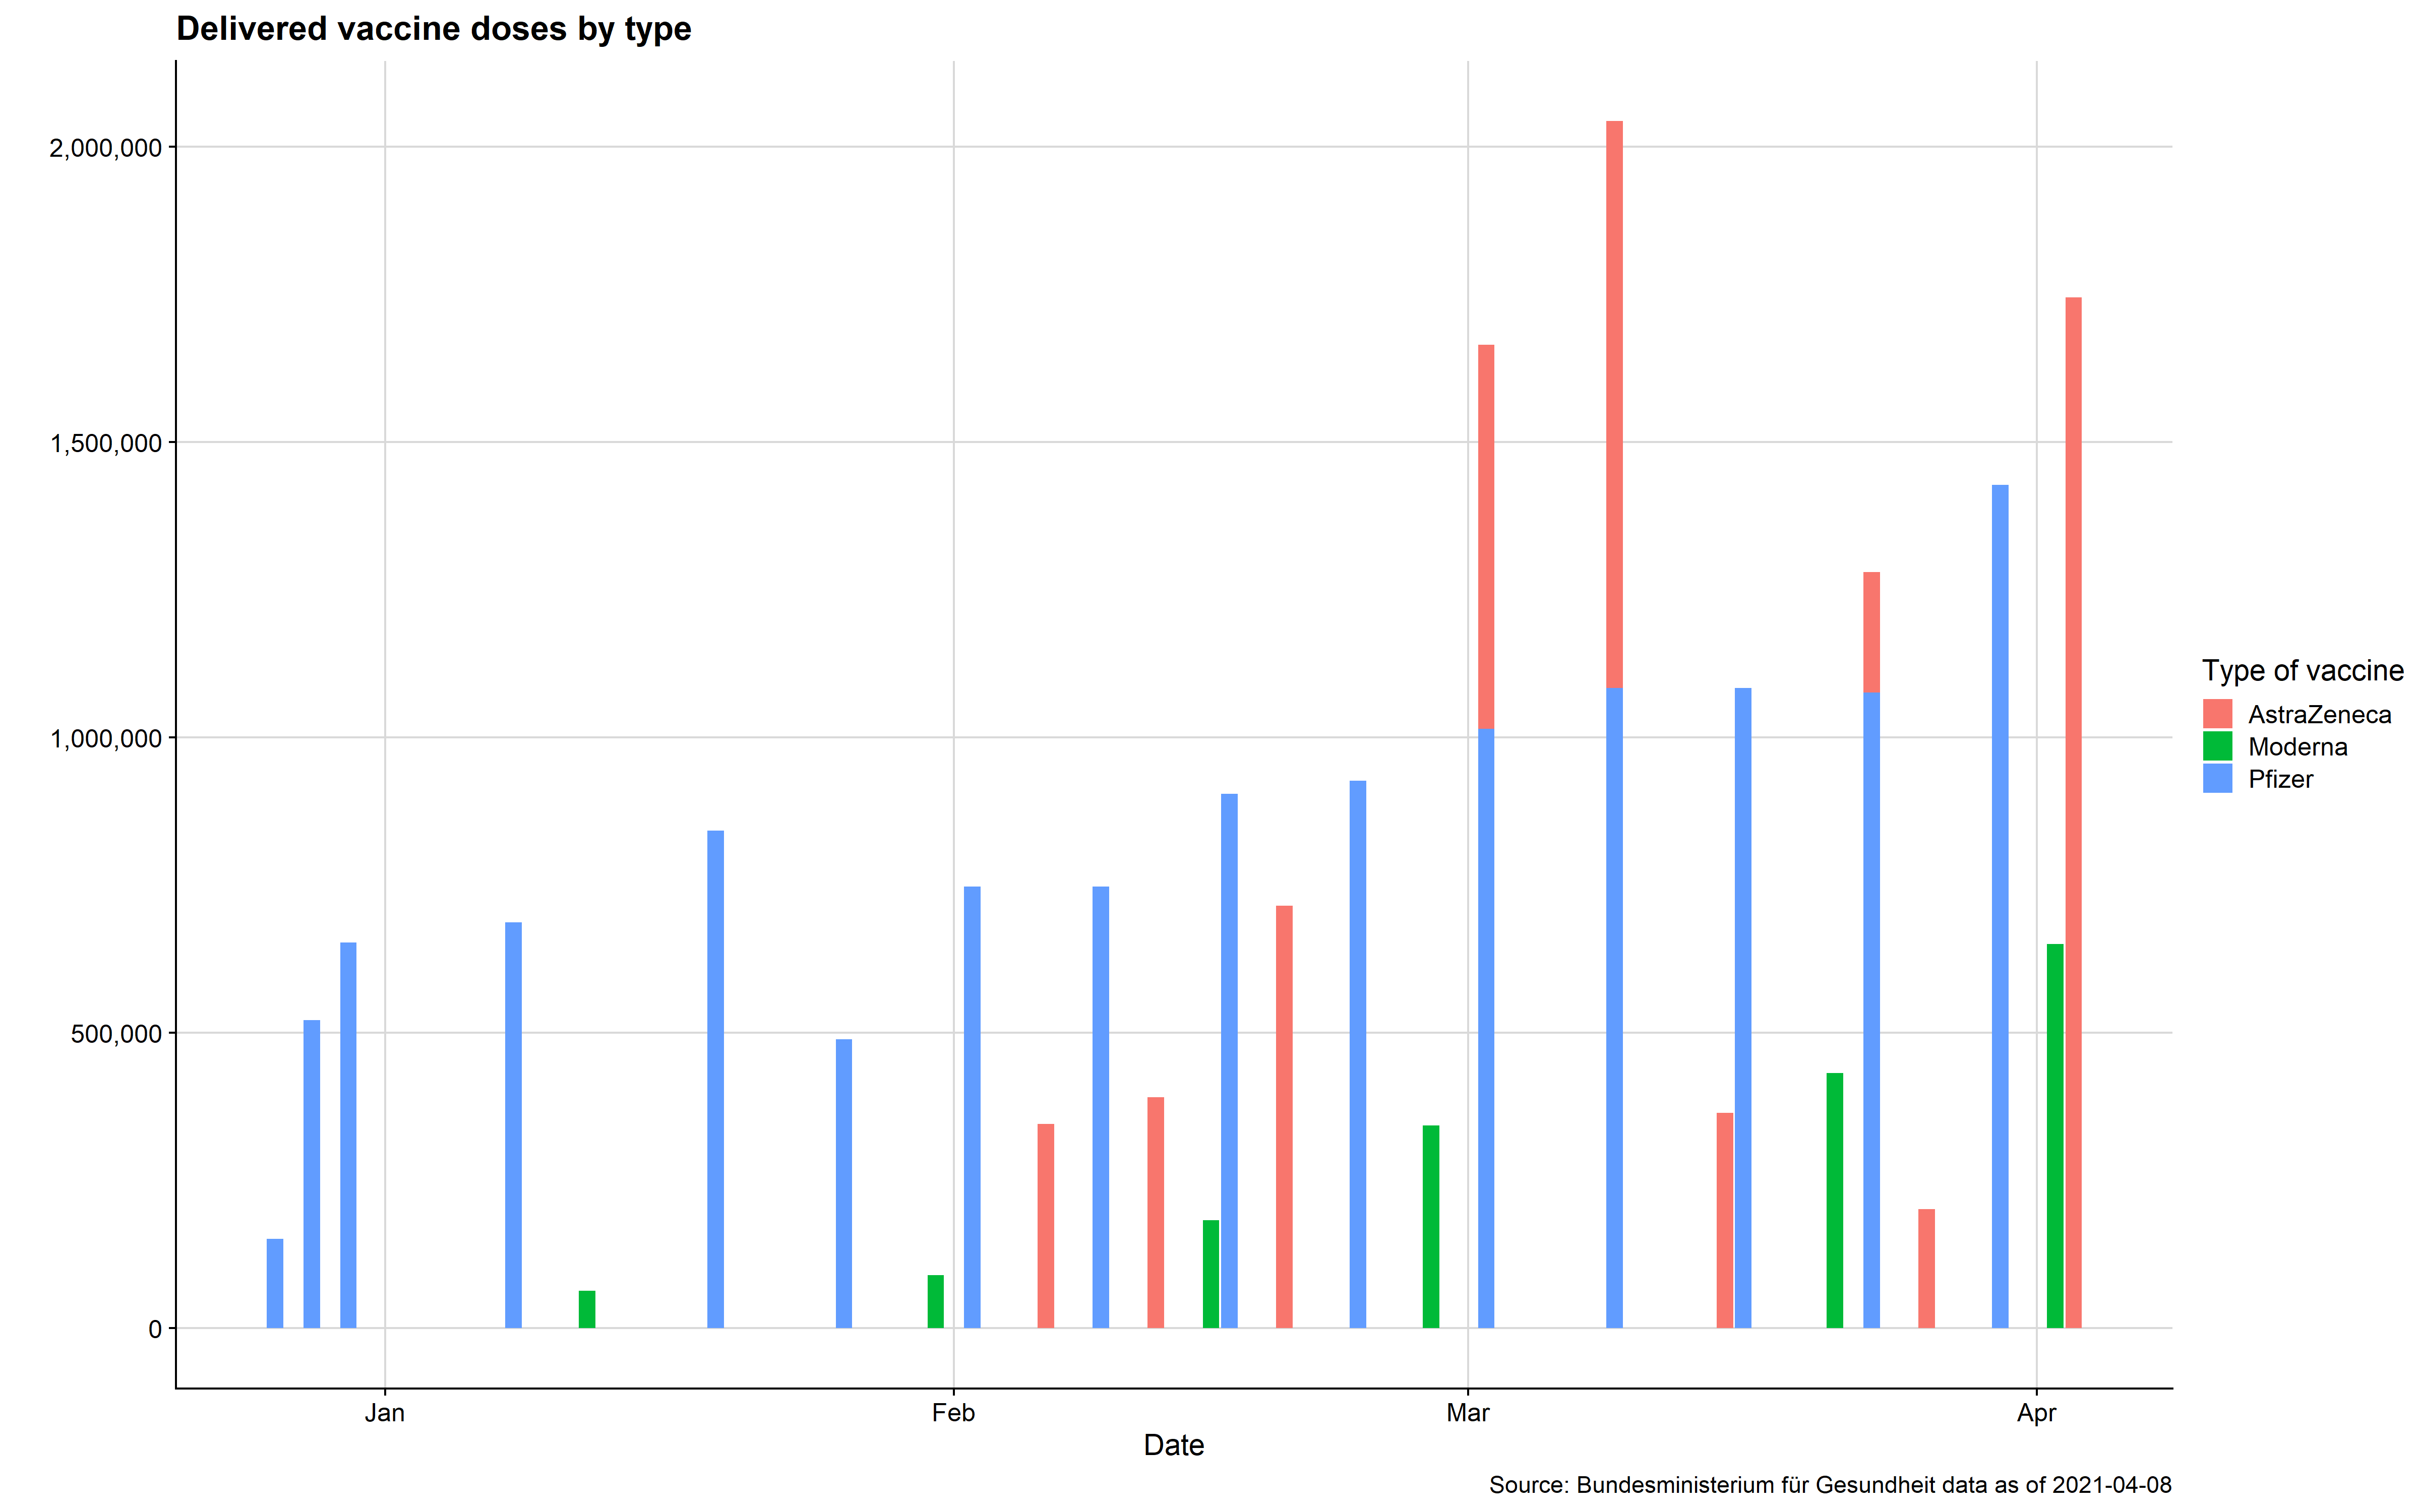 Delivered vaccine doses by type
2,000,000
1,500,000
1,000,000
500,000
0
Jan
Feb
Mar
Apr
Date
Type of vaccine
AstraZeneca
Moderna
Pfizer
Source: Bundesministerium für Gesundheit data as of 2021-04-08